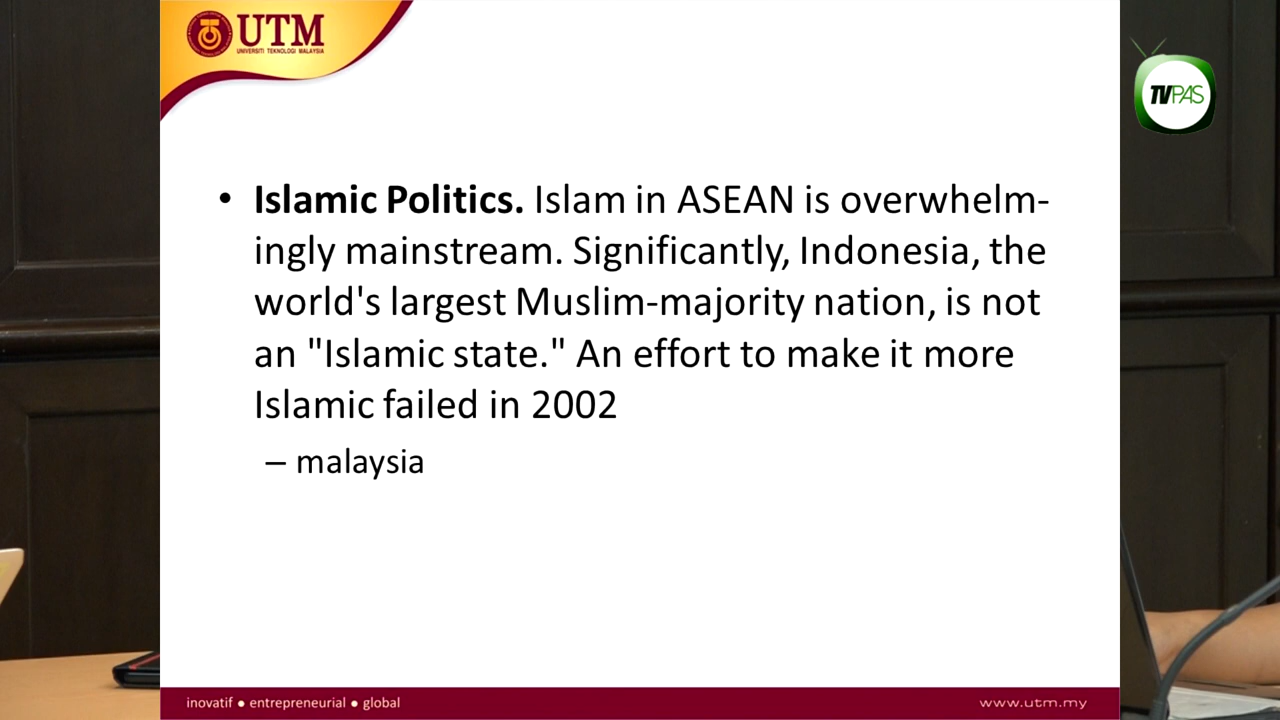 UTM
UNIVERSITI TEKNOLOGI MALAYSIA
TVPAS
• Islamic Politics. Islam in ASEAN is overwhelm-
ingly mainstream. Significantly, Indonesia, the
world's largest Muslim-majority nation, is not
an "Islamic state." An effort to make it more
Islamic failed in 2002
– malaysia
inovatif ● entrepreneurial ● global
www.utm.my